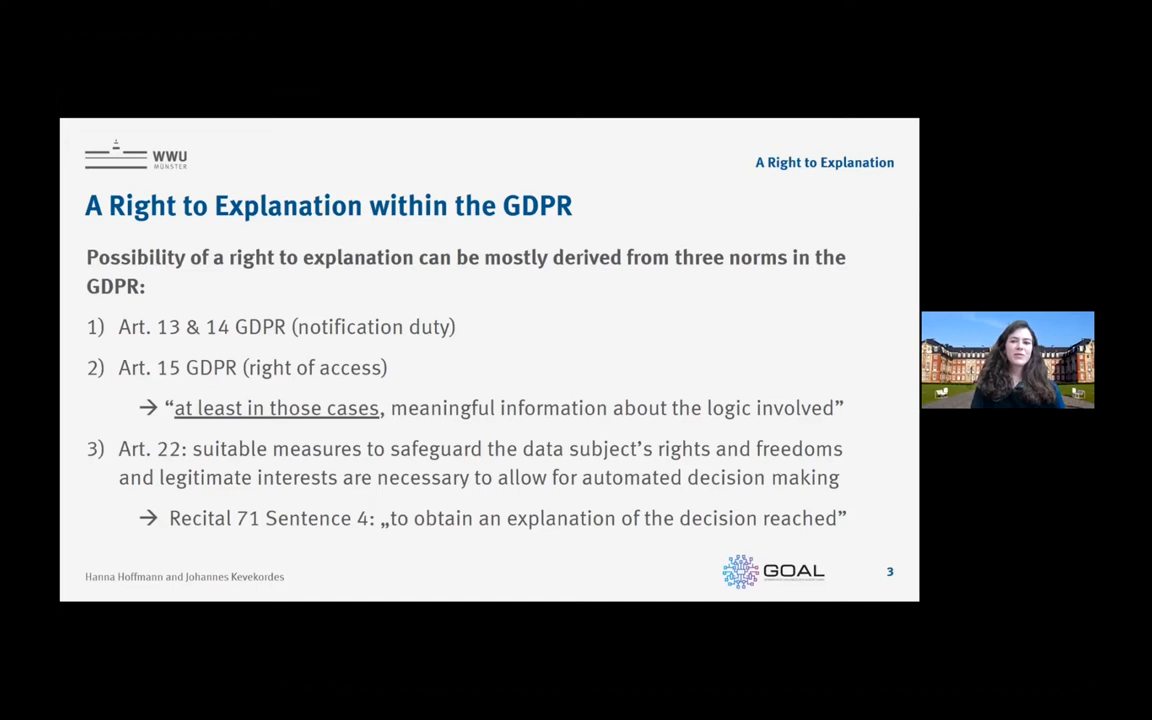 WWU
MÜNSTER
A Right to Explanation
A Right to Explanation within the GDPR
Possibility of a right to explanation can be mostly derived from three norms in the
GDPR:
1) Art. 13 & 14 GDPR (notification duty)
2) Art. 15 GDPR (right of access)
→ “at least in those cases, meaningful information about the logic involved”
3) Art. 22: suitable measures to safeguard the data subject’s rights and freedoms
and legitimate interests are necessary to allow for automated decision making
→ Recital 71 Sentence 4: „to obtain an explanation of the decision reached”
Hanna Hoffmann and Johannes Kevekordes
GOAL
3